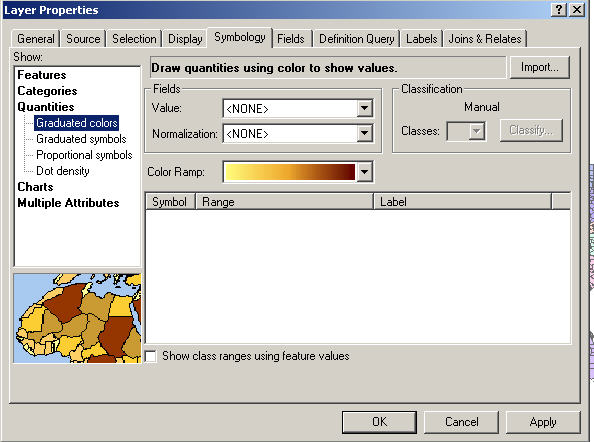 Layer Properties
General Source Selection Display Symbology Fields Definition Query Labels Joins & Relates
Show:
Features
Categories
Quantities
Graduated colors
Graduated symbols
Proportional symbols
Dot density
Charts
Multiple Attributes
Draw quantities using color to show values.
Import...
Fields
Value: <NONE>
Normalization: <NONE>
Classification
Manual
Classes:
Classify...
Color Ramp:
Symbol Range Label
Show class ranges using feature values
OK Cancel Apply